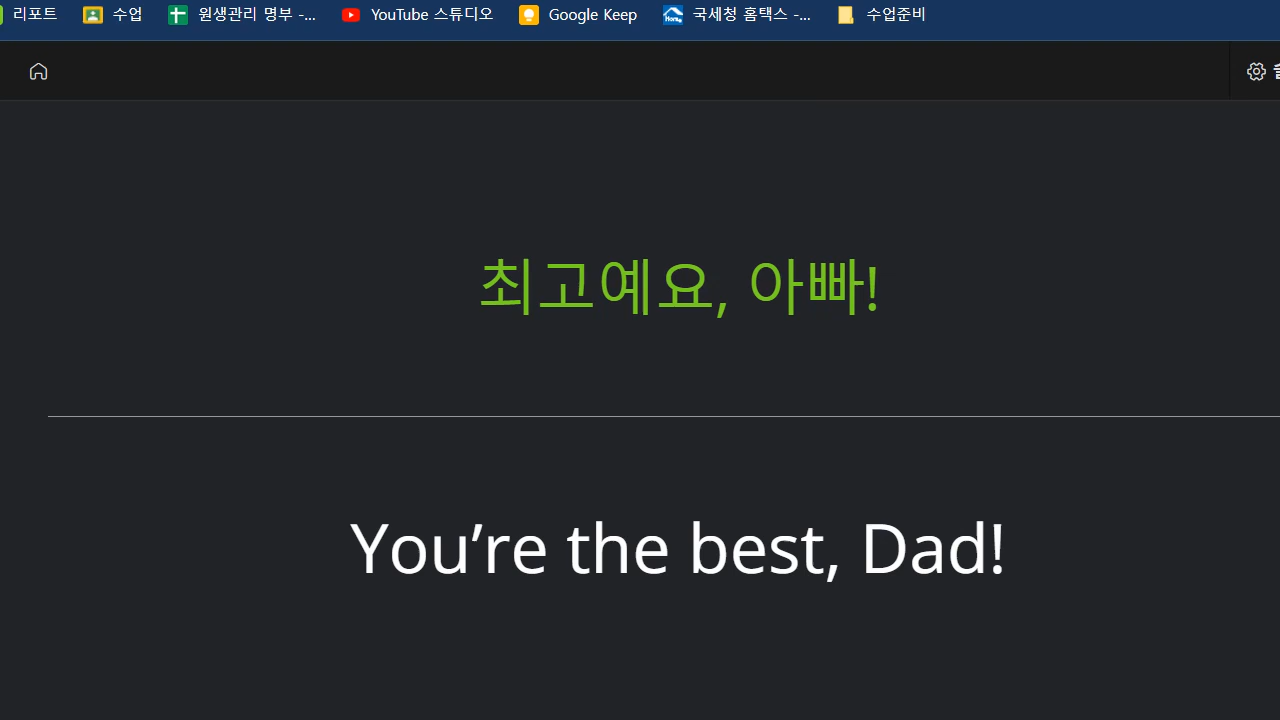 리포트 수업 원생관리 명부 -... YouTube 스튜디오 Google Keep 국세청 홈택스 -... 수업준비
최고예요, 아빠!
You’re the best, Dad!